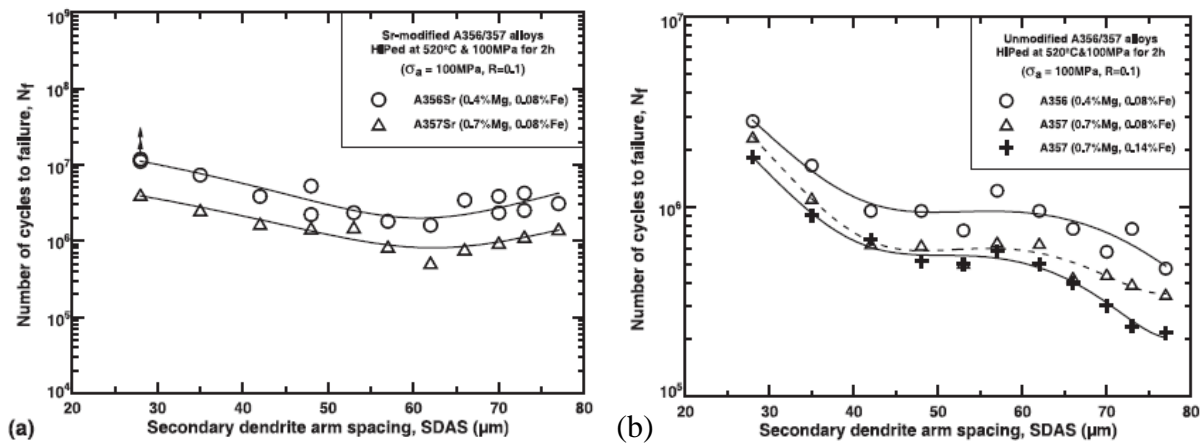 10⁹
10⁸
10⁷
10⁶
10⁵
10⁴
Number of cycles to failure, Nf
Sr-modified A356/357 alloys
HIPed at 520ºC & 100MPa for 2h
(σa = 100MPa, R=0.1)
A356Sr (0.4%Mg, 0.08%Fe)
A357Sr (0.7%Mg, 0.08%Fe)
20 30 40 50 60 70 80
Secondary dendrite arm spacing, SDAS (µm)
(a)
10⁷
10⁶
10⁵
Number of cycles to failure, Nf
Unmodified A356/357 alloys
HIPed at 520ºC&100MPa for 2h
(σa = 100MPa, R=0.1)
A356 (0.4%Mg, 0.08%Fe)
A357 (0.7%Mg, 0.08%Fe)
A357 (0.7%Mg, 0.14%Fe)
20 30 40 50 60 70 80
Secondary dendrite arm spacing, SDAS (µm)
(b)